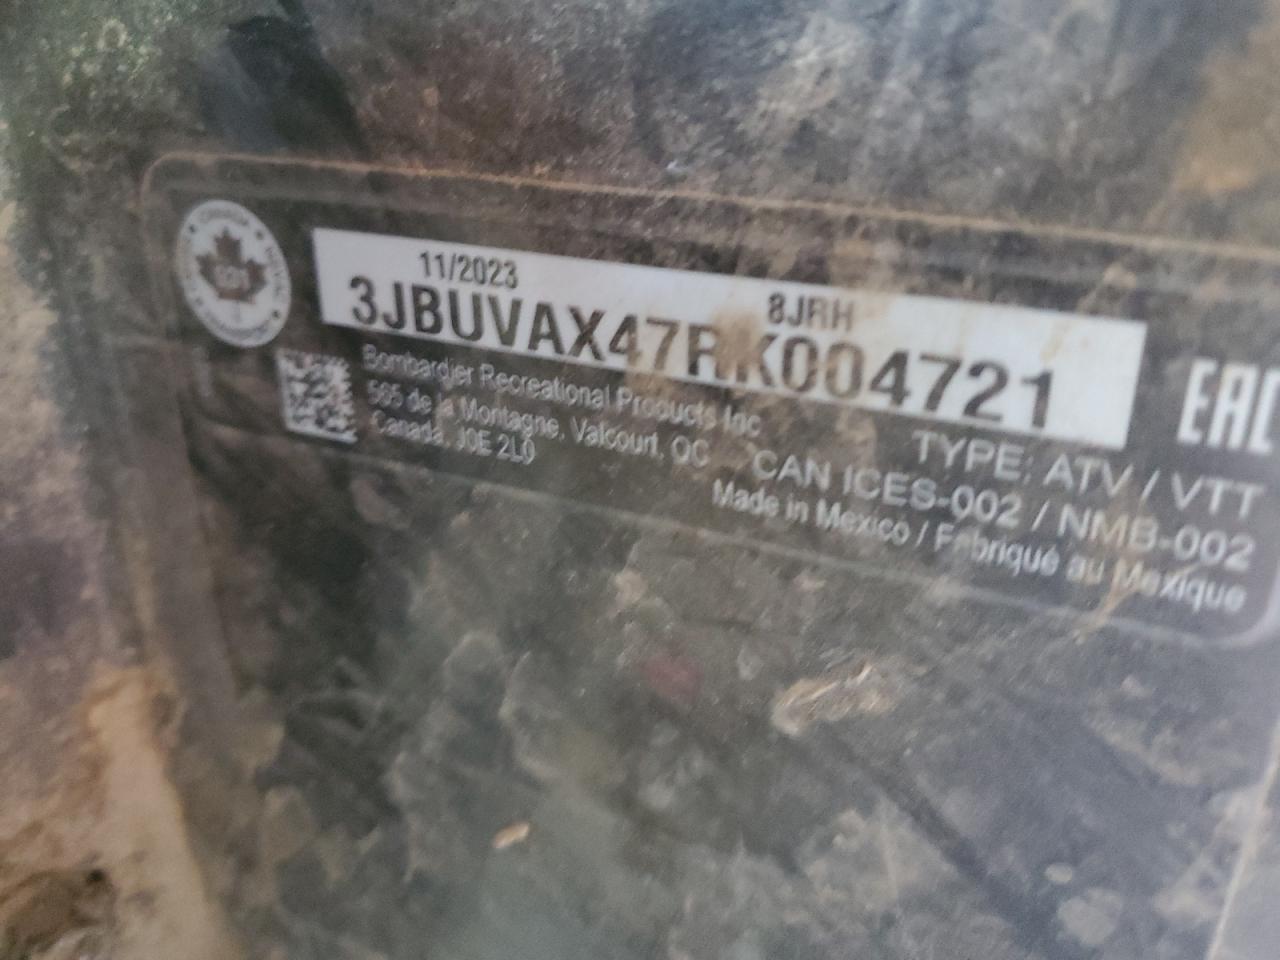 11/2023 8JRH
3JBUVAX47RK004721
Bombardier Recreational Products Inc
565 de la Montagne, Valcourt, QC
Canada, J0E 2L0
EAC
TYPE: ATV / VTT
CAN ICES-002 / NMB-002
Made in Mexico / Fabriqué au Mexique